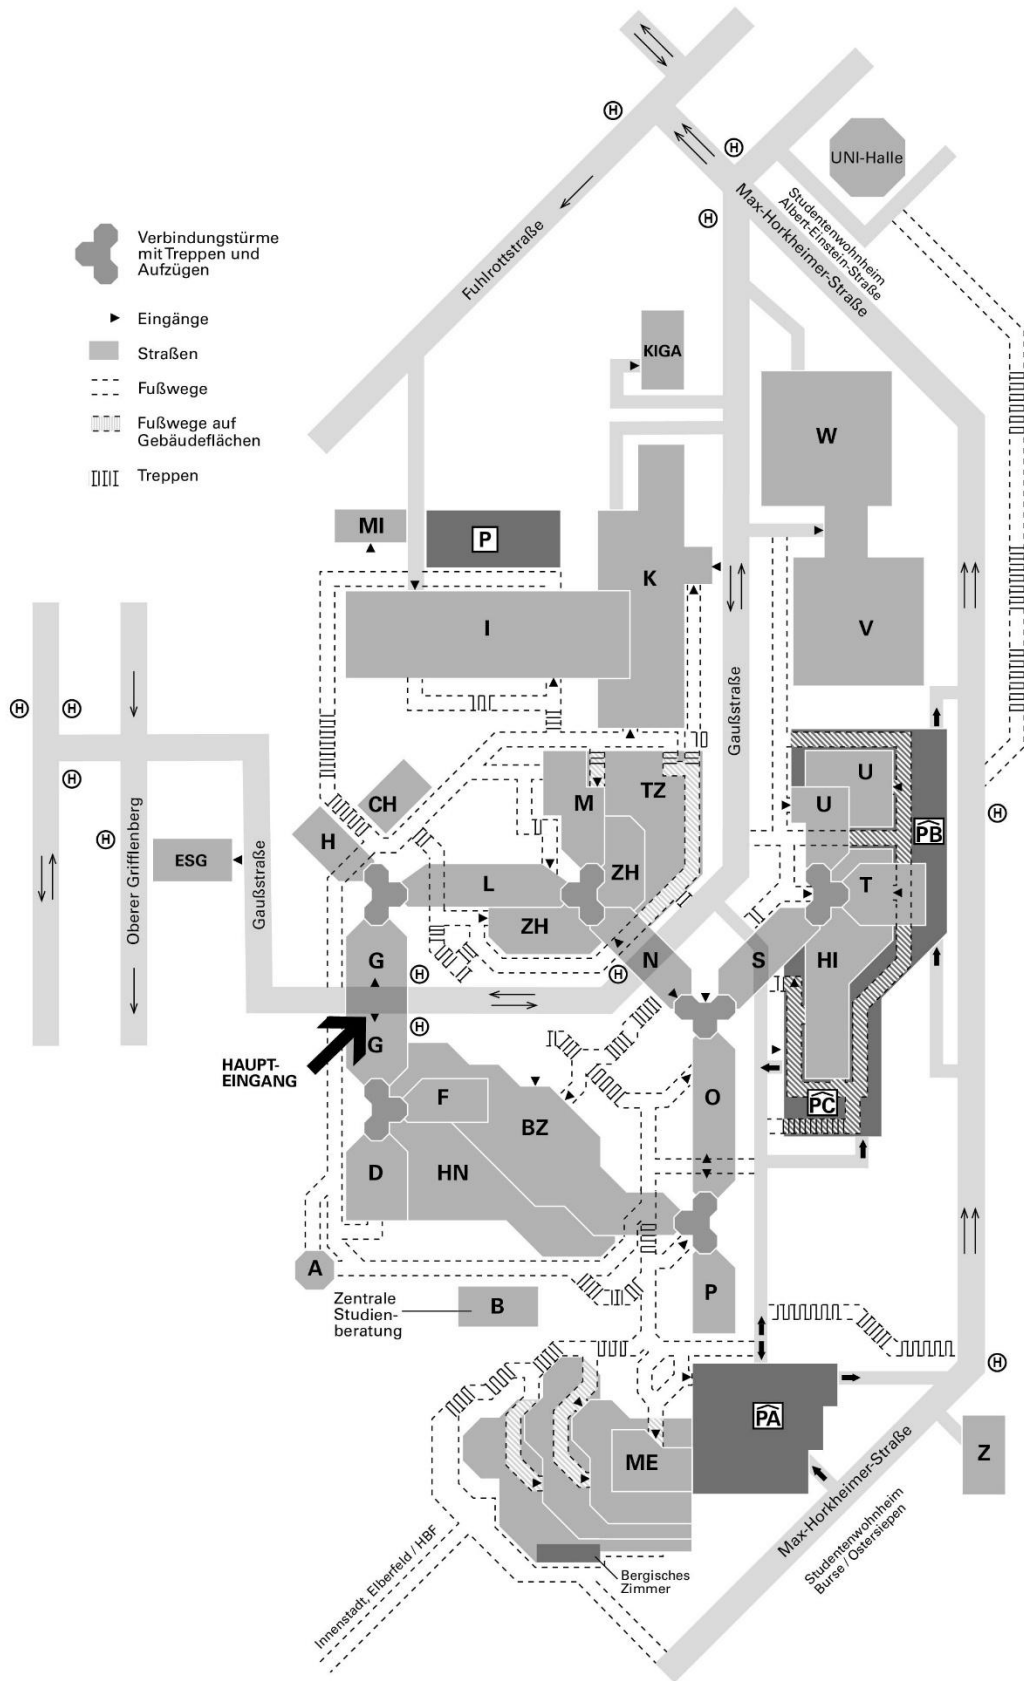 H
H
UNI-Halle
Studentenwohnheim
Albert-Einstein-Straße
H
Max-Horkheimer-Straße
Verbindungstürme
mit Treppen und
Aufzügen
Fuhlrottstraße
Eingänge
Straßen
KIGA
Fußwege
Fußwege auf
Gebäudeflächen
W
Treppen
MI
P
K
I
V
H
H
Gaußstraße
H
U
M
TZ
U
CH
H
PB
H
H
Oberer Grifflenberg
ESG
Gaußstraße
L
ZH
T
ZH
G
N
S
HI
H
H
H
G
HAUPT-
EINGANG
F
O
PC
BZ
D
HN
A
P
B
Zentrale
Studien-
beratung
H
PA
ME
Z
Max-Horkheimer-Straße
Studentenwohnheim
Burse / Ostersiepen
Innenstadt, Elberfeld / HBF
Bergisches
Zimmer